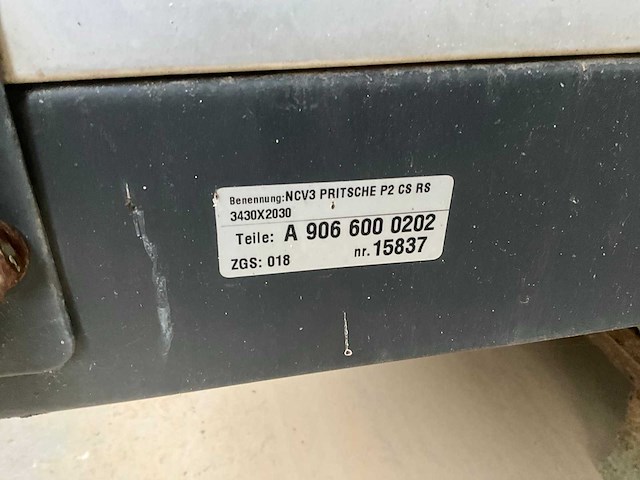 Benennung:NCV3 PRITSCHE P2 CS RS
3430X2030
Teile: A 906 600 0202
ZGS: 018 nr.15837